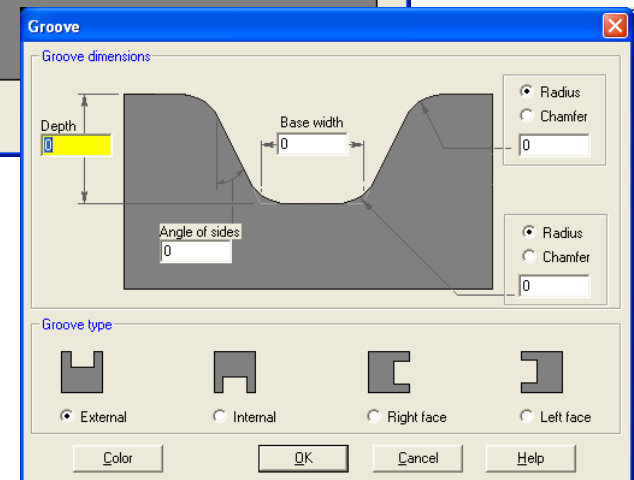 Groove
Groove dimensions
Radius
Chamfer
0
Depth
0
Base width
0
Angle of sides
0
Radius
Chamfer
0
Groove type
External
Internal
Right face
Left face
Color
OK
Cancel
Help